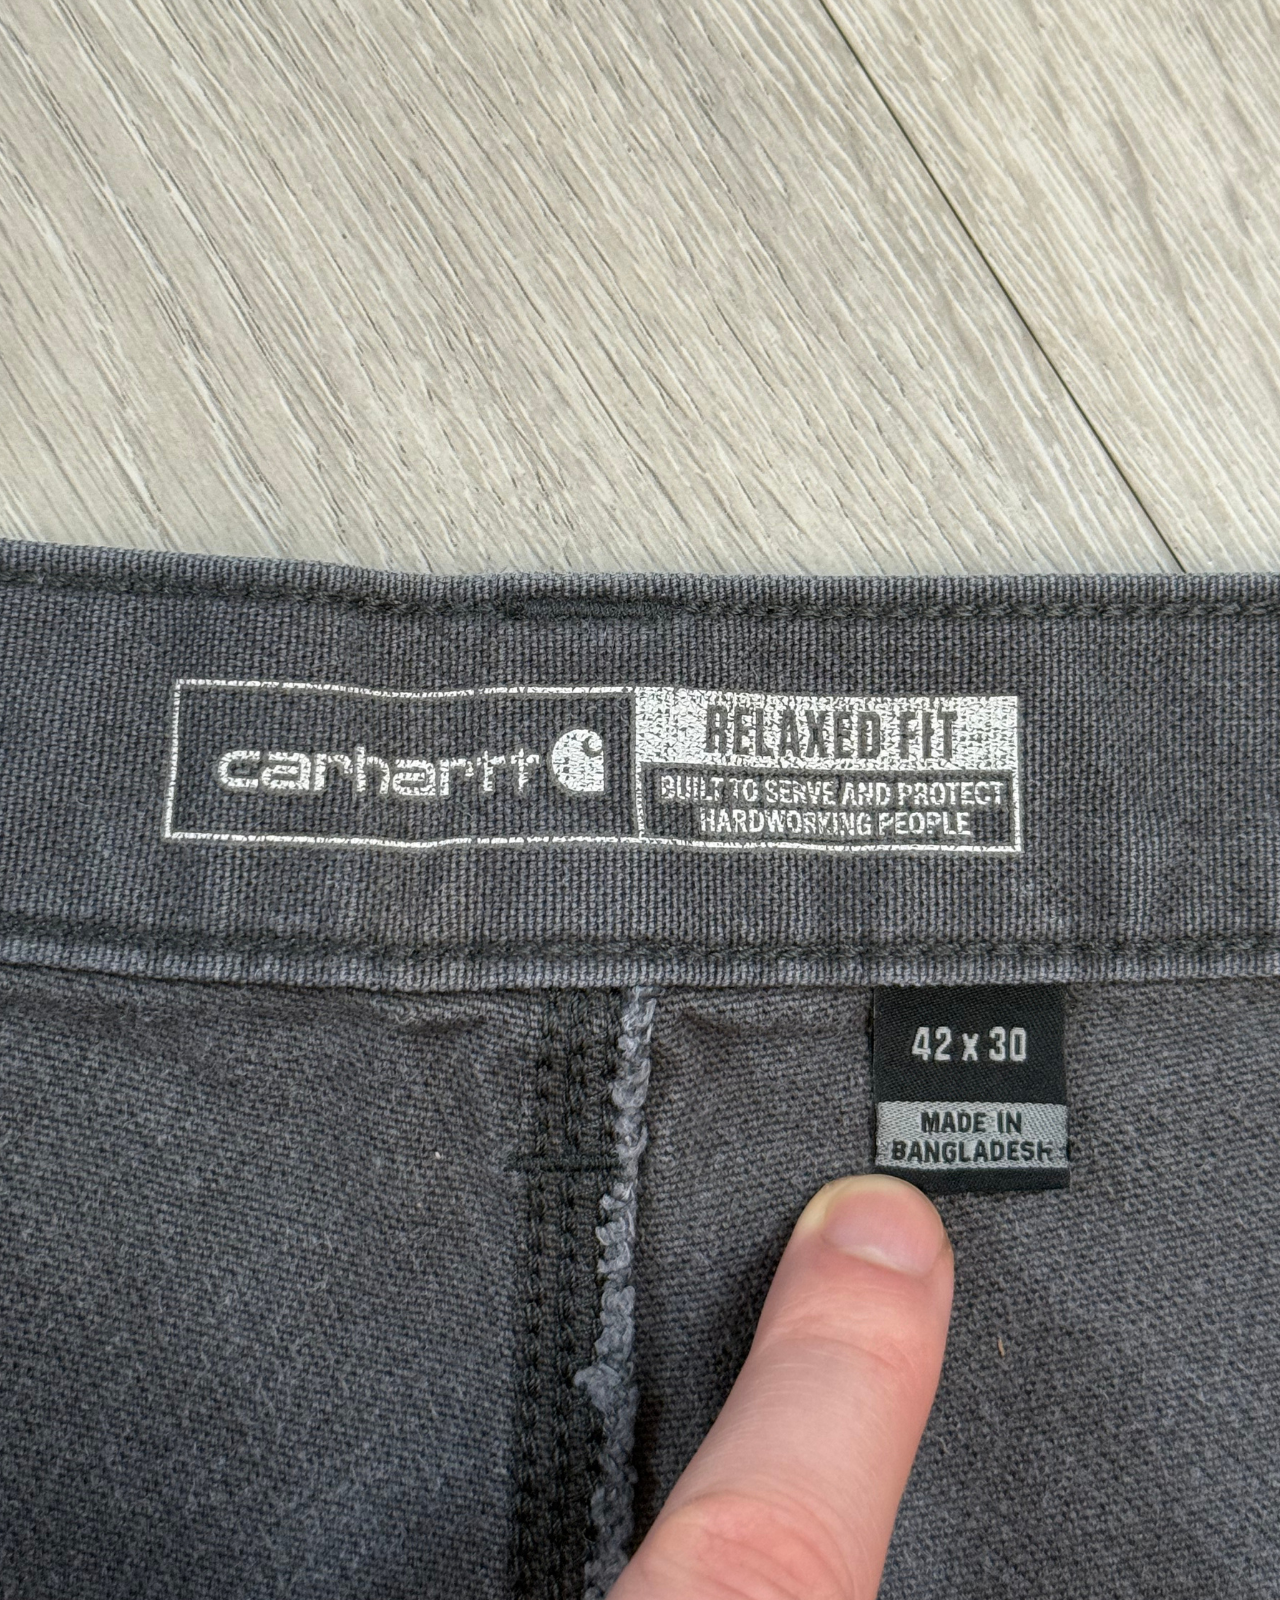 carhartt
RELAXED FIT
BUILT TO SERVE AND PROTECT
HARDWORKING PEOPLE
42 x 30
MADE IN
BANGLADESH